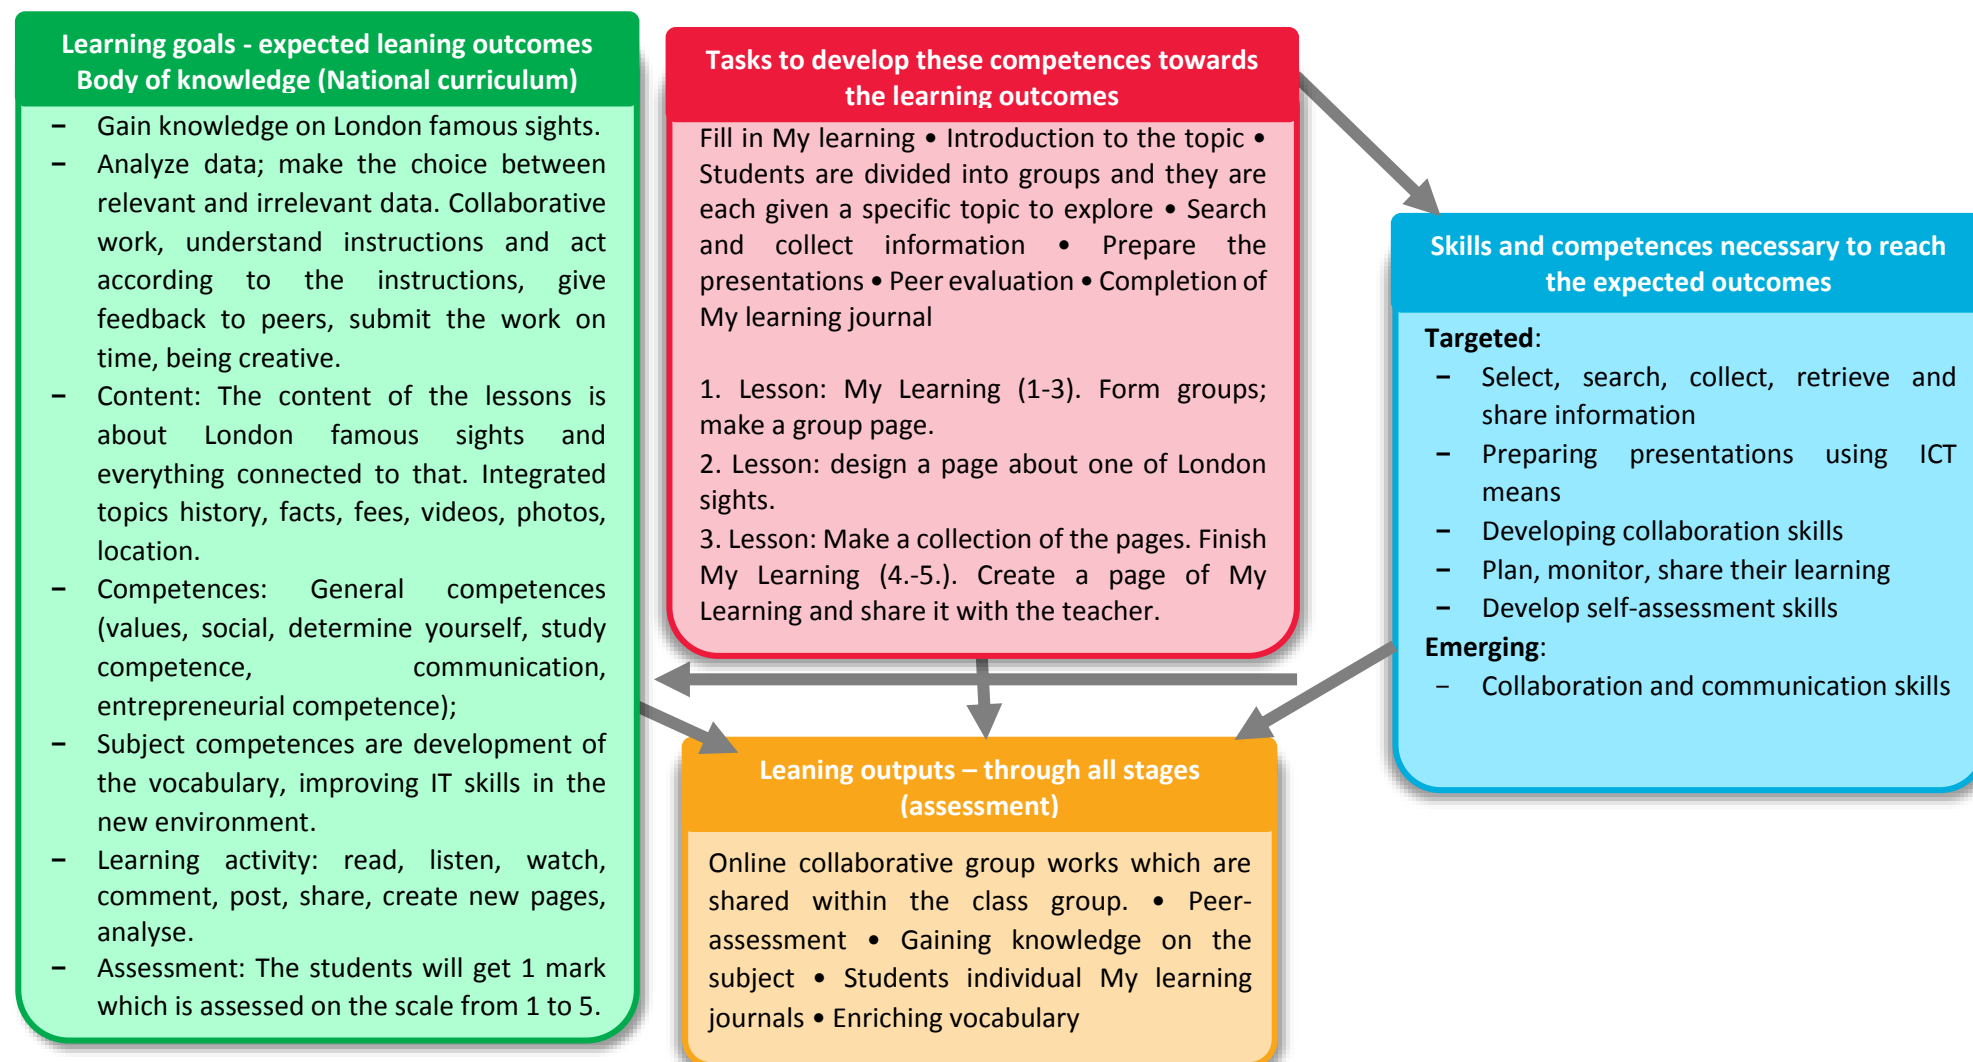 Learning goals - expected leaning outcomes
Body of knowledge (National curriculum)
– Gain knowledge on London famous sights.
– Analyze data; make the choice between
relevant and irrelevant data. Collaborative
work, understand instructions and act
according to the instructions, give
feedback to peers, submit the work on
time, being creative.
– Content: The content of the lessons is
about London famous sights and
everything connected to that. Integrated
topics history, facts, fees, videos, photos,
location.
– Competences: General competences
(values, social, determine yourself, study
competence, communication,
entrepreneurial competence);
– Subject competences are development of
the vocabulary, improving IT skills in the
new environment.
– Learning activity: read, listen, watch,
comment, post, share, create new pages,
analyse.
– Assessment: The students will get 1 mark
which is assessed on the scale from 1 to 5.
Tasks to develop these competences towards
the learning outcomes
Fill in My learning • Introduction to the topic •
Students are divided into groups and they are
each given a specific topic to explore • Search
and collect information • Prepare the
presentations • Peer evaluation • Completion of
My learning journal
1. Lesson: My Learning (1-3). Form groups;
make a group page.
2. Lesson: design a page about one of London
sights.
3. Lesson: Make a collection of the pages. Finish
My Learning (4.-5.). Create a page of My
Learning and share it with the teacher.
Skills and competences necessary to reach
the expected outcomes
Targeted:
– Select, search, collect, retrieve and
share information
– Preparing presentations using ICT
means
– Developing collaboration skills
– Plan, monitor, share their learning
– Develop self-assessment skills
Emerging:
– Collaboration and communication skills
Leaning outputs – through all stages
(assessment)
Online collaborative group works which are
shared within the class group. • Peer-
assessment • Gaining knowledge on the
subject • Students individual My learning
journals • Enriching vocabulary